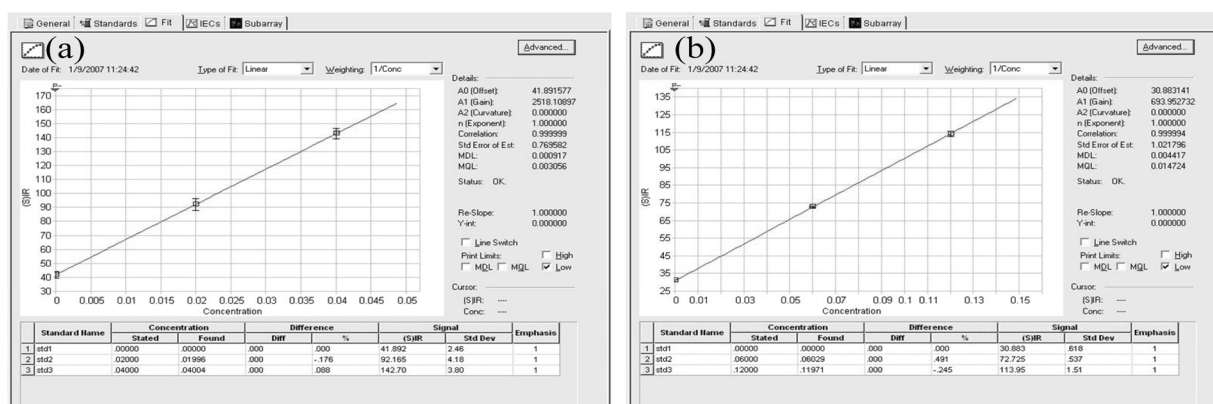 General Standards Fit IECs Subarray
(a)
Advanced...
Date of Fit: 1/9/2007 11:24:42 Type of Fit: Linear Weighting: 1/Conc
Details:
A0 (Offset): 41.891577
A1 (Gain): 2518.10897
A2 (Curvature): 0.000000
n (Exponent): 1.000000
Correlation: 0.999999
Std Error of Est: 0.769582
MDL: 0.000917
MQL: 0.003056
Status: OK.
Re-Slope: 1.000000
Y-int: 0.000000
Line Switch
Print Limits: High
MDL MQL Low
Cursor:
(S)IR: ----
Conc: ----
170
160
150
140
130
120
110
100
90
80
70
60
50
40
30
(S)IR
0 0.005 0.01 0.015 0.02 0.025 0.03 0.035 0.04 0.045 0.05
Concentration
Standard Name Concentration Difference Signal Emphasis
Stated Found Diff % (S)IR Std Dev
1 std1 .00000 .00000 .000 .000 41.892 2.46 1
2 std2 .02000 .01996 .000 -.176 92.165 4.18 1
3 std3 .04000 .04004 .000 .088 142.70 3.80 1
General Standards Fit IECs Subarray
(b)
Advanced...
Date of Fit: 1/9/2007 11:24:42 Type of Fit: Linear Weighting: 1/Conc
Details:
A0 (Offset): 30.883141
A1 (Gain): 693.952732
A2 (Curvature): 0.000000
n (Exponent): 1.000000
Correlation: 0.999994
Std Error of Est: 1.021796
MDL: 0.004417
MQL: 0.014724
Status: OK.
Re-Slope: 1.000000
Y-int: 0.000000
Line Switch
Print Limits: High
MDL MQL Low
Cursor:
(S)IR: ----
Conc: ----
135
125
115
105
95
85
75
65
55
45
35
25
(S)IR
0 0.01 0.03 0.05 0.07 0.09 0.1 0.11 0.13 0.15
Concentration
Standard Name Concentration Difference Signal Emphasis
Stated Found Diff % (S)IR Std Dev
1 std1 .00000 .00000 .000 .000 30.883 .618 1
2 std2 .06000 .06029 .000 .491 72.725 .537 1
3 std3 .12000 .11971 .000 -.245 113.95 1.51 1